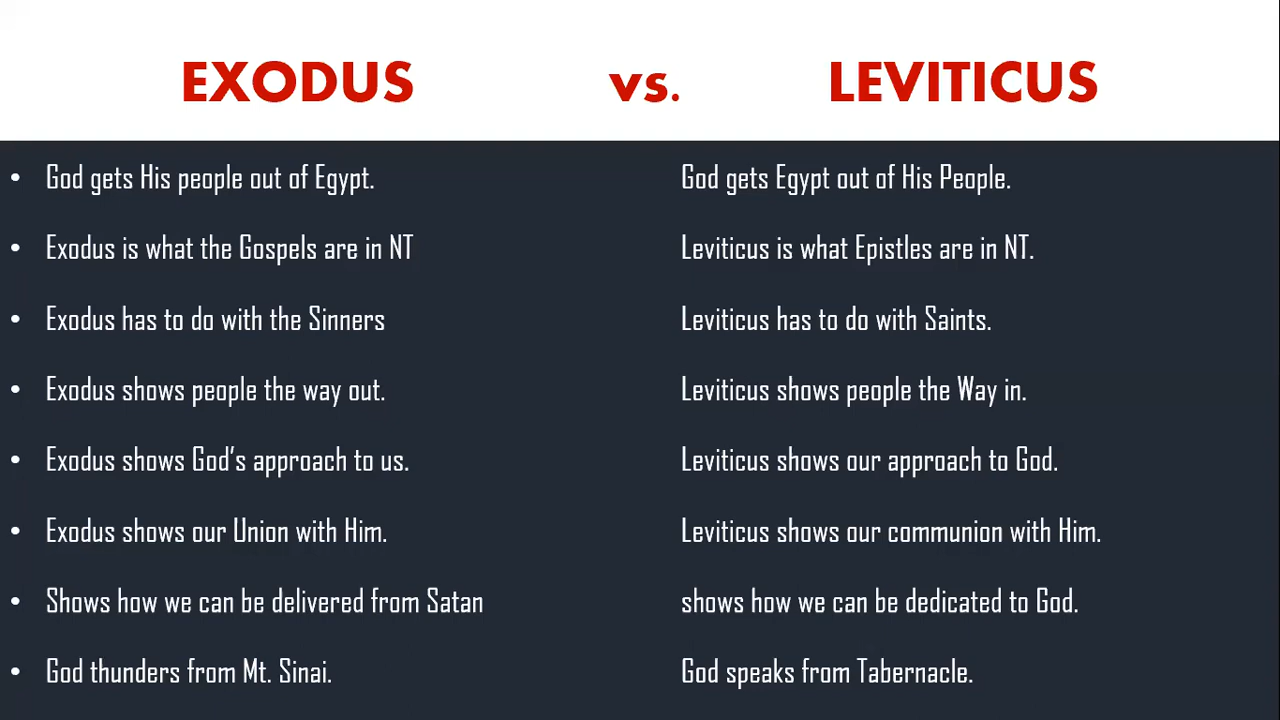 EXODUS vs. LEVITICUS
• God gets His people out of Egypt. God gets Egypt out of His People.
• Exodus is what the Gospels are in NT Leviticus is what Epistles are in NT.
• Exodus has to do with the Sinners Leviticus has to do with Saints.
• Exodus shows people the way out. Leviticus shows people the Way in.
• Exodus shows God’s approach to us. Leviticus shows our approach to God.
• Exodus shows our Union with Him. Leviticus shows our communion with Him.
• Shows how we can be delivered from Satan shows how we can be dedicated to God.
• God thunders from Mt. Sinai. God speaks from Tabernacle.